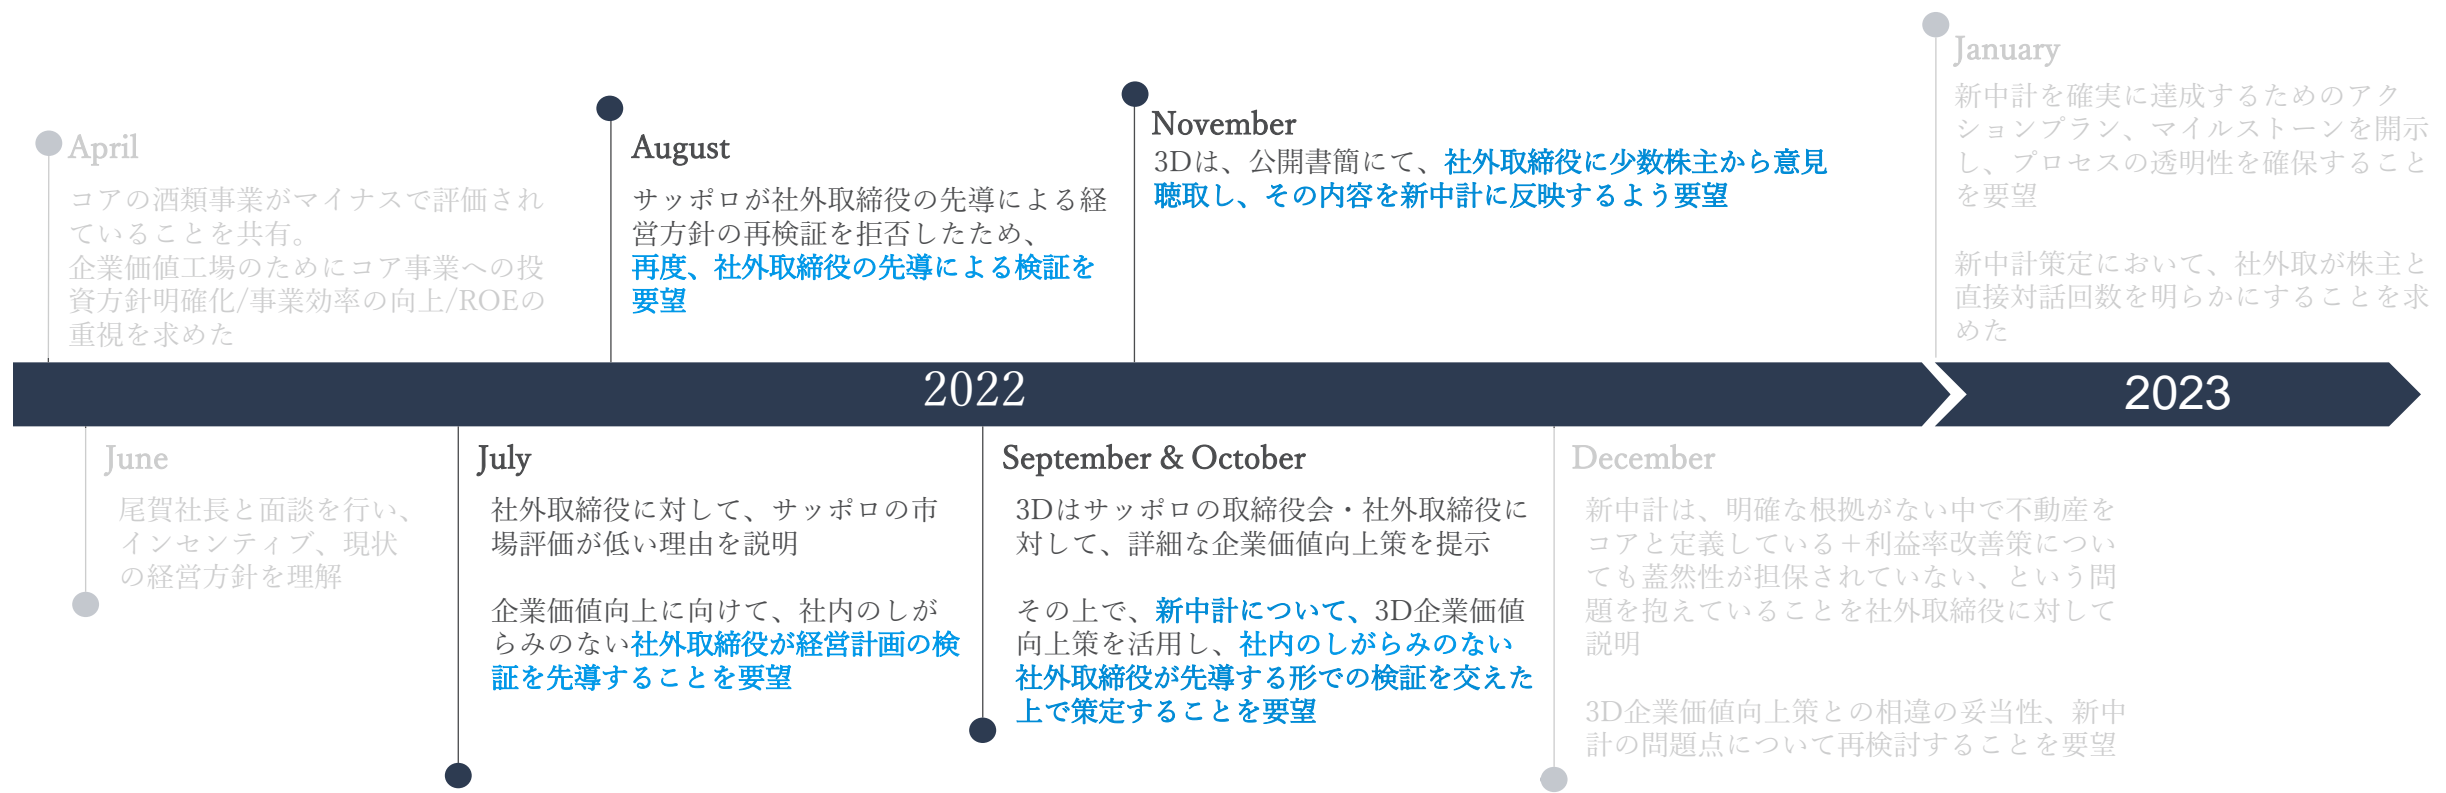 April
コアの酒類事業がマイナスで評価され
ていることを共有。
企業価値工場のためにコア事業への投
資方針明確化/事業効率の向上/ROEの
重視を求めた
August
サッポロが社外取締役の先導による経
営方針の再検証を拒否したため、
再度、社外取締役の先導による検証を
要望
November
3Dは、公開書簡にて、社外取締役に少数株主から意見
聴取し、その内容を新中計に反映するよう要望
January
新中計を確実に達成するためのアク
ションプラン、マイルストーンを開示
し、プロセスの透明性を確保すること
を要望
新中計策定において、社外取が株主と
直接対話回数を明らかにすることを求
めた
2022
2023
June
尾賀社長と面談を行い、
インセンティブ、現状
の経営方針を理解
July
社外取締役に対して、サッポロの市
場評価が低い理由を説明
企業価値向上に向けて、社内のしが
らみのない社外取締役が経営計画の検
証を先導することを要望
September & October
3Dはサッポロの取締役会・社外取締役に
対して、詳細な企業価値向上策を提示
その上で、新中計について、3D企業価値
向上策を活用し、社内のしがらみのない
社外取締役が先導する形での検証を交えた
上で策定することを要望
December
新中計は、明確な根拠がない中で不動産を
コアと定義している＋利益率改善策につい
ても蓋然性が担保されていない、という問
題を抱えていることを社外取締役に対して
説明
3D企業価値向上策との相違の妥当性、新中
計の問題点について再検討することを要望